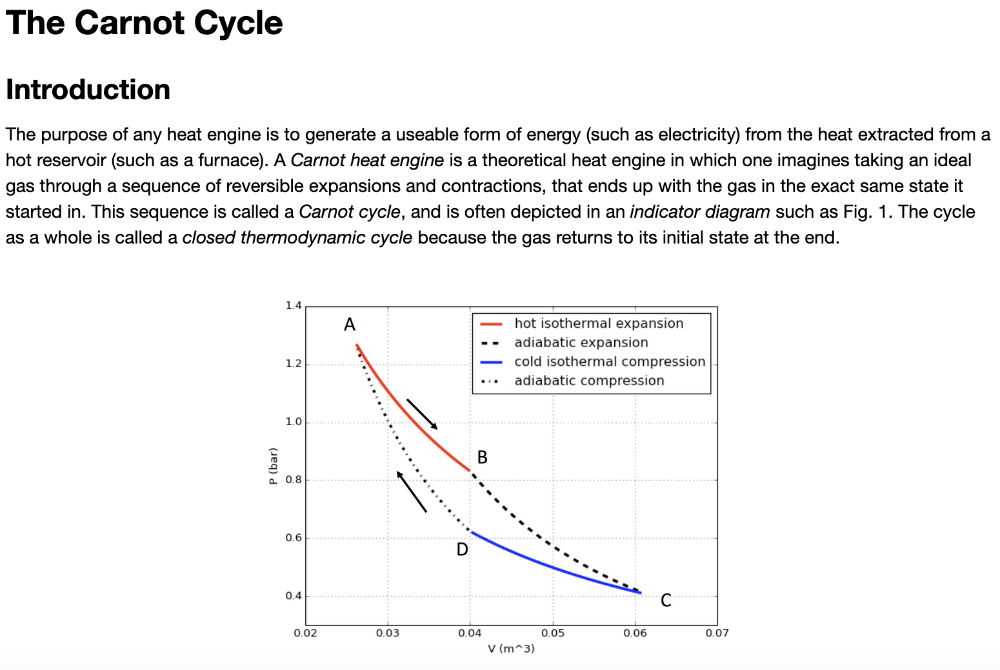 The Carnot Cycle
Introduction
The purpose of any heat engine is to generate a useable form of energy (such as electricity) from the heat extracted from a
hot reservoir (such as a furnace). A Carnot heat engine is a theoretical heat engine in which one imagines taking an ideal
gas through a sequence of reversible expansions and contractions, that ends up with the gas in the exact same state it
started in. This sequence is called a Carnot cycle, and is often depicted in an indicator diagram such as Fig. 1. The cycle
as a whole is called a closed thermodynamic cycle because the gas returns to its initial state at the end.
1.4
A
hot isothermal expansion
adiabatic expansion
cold isothermal compression
adiabatic compression
1.2
1.0
B
P (bar)
0.8
0.6
D
0.4
C
0.02 0.03 0.04 0.05 0.06 0.07
V (m^3)